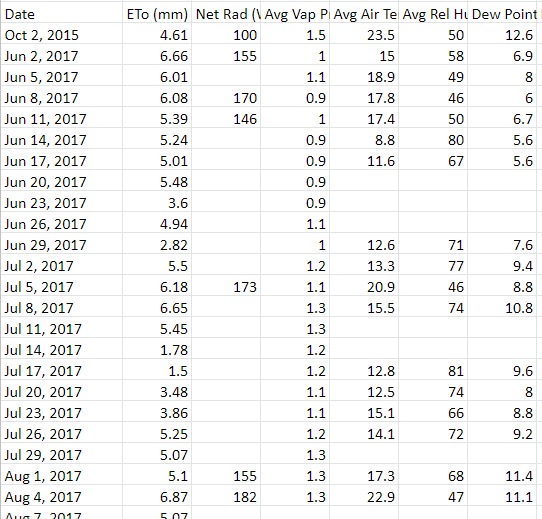 Date ETo (mm) Net Rad (\ Avg Vap P Avg Air Te Avg Rel Hu Dew Point
Oct 2, 2015 4.61 100 1.5 23.5 50 12.6
Jun 2, 2017 6.66 155 1 15 58 6.9
Jun 5, 2017 6.01 1.1 18.9 49 8
Jun 8, 2017 6.08 170 0.9 17.8 46 6
Jun 11, 2017 5.39 146 1 17.4 50 6.7
Jun 14, 2017 5.24 0.9 8.8 80 5.6
Jun 17, 2017 5.01 0.9 11.6 67 5.6
Jun 20, 2017 5.48 0.9
Jun 23, 2017 3.6 0.9
Jun 26, 2017 4.94 1.1
Jun 29, 2017 2.82 1 12.6 71 7.6
Jul 2, 2017 5.5 1.2 13.3 77 9.4
Jul 5, 2017 6.18 173 1.1 20.9 46 8.8
Jul 8, 2017 6.65 1.3 15.5 74 10.8
Jul 11, 2017 5.45 1.3
Jul 14, 2017 1.78 1.2
Jul 17, 2017 1.5 1.2 12.8 81 9.6
Jul 20, 2017 3.48 1.1 12.5 74 8
Jul 23, 2017 3.86 1.1 15.1 66 8.8
Jul 26, 2017 5.25 1.2 14.1 72 9.2
Jul 29, 2017 5.07 1.3
Aug 1, 2017 5.1 155 1.3 17.3 68 11.4
Aug 4, 2017 6.87 182 1.3 22.9 47 11.1
Aug 7, 2017 5.07